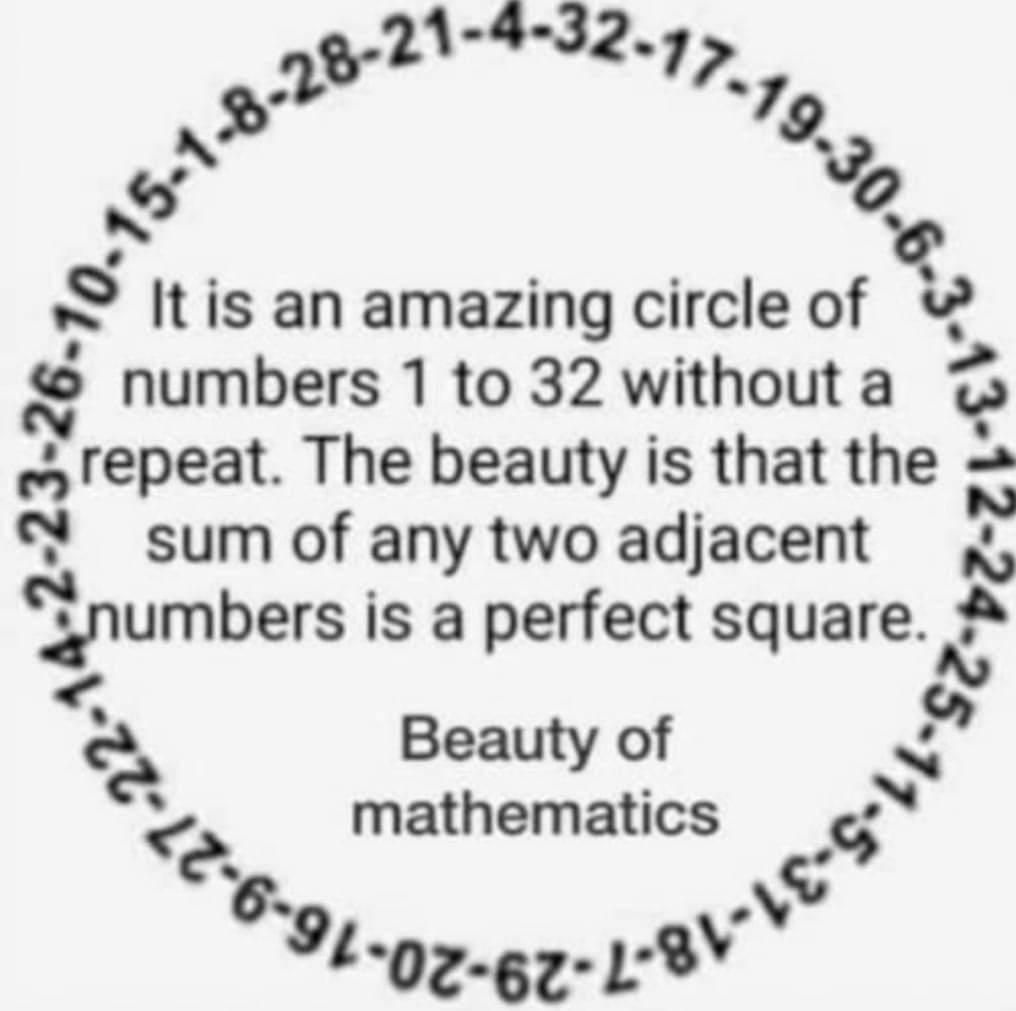 4-32-17-19-30-6-3-13-12-24-25-11-5-31-18-7-29-20-16-9-27-22-14-2-23-26-10-15-1-8-28-21-
It is an amazing circle of
numbers 1 to 32 without a
repeat. The beauty is that the
sum of any two adjacent
numbers is a perfect square.
Beauty of
mathematics